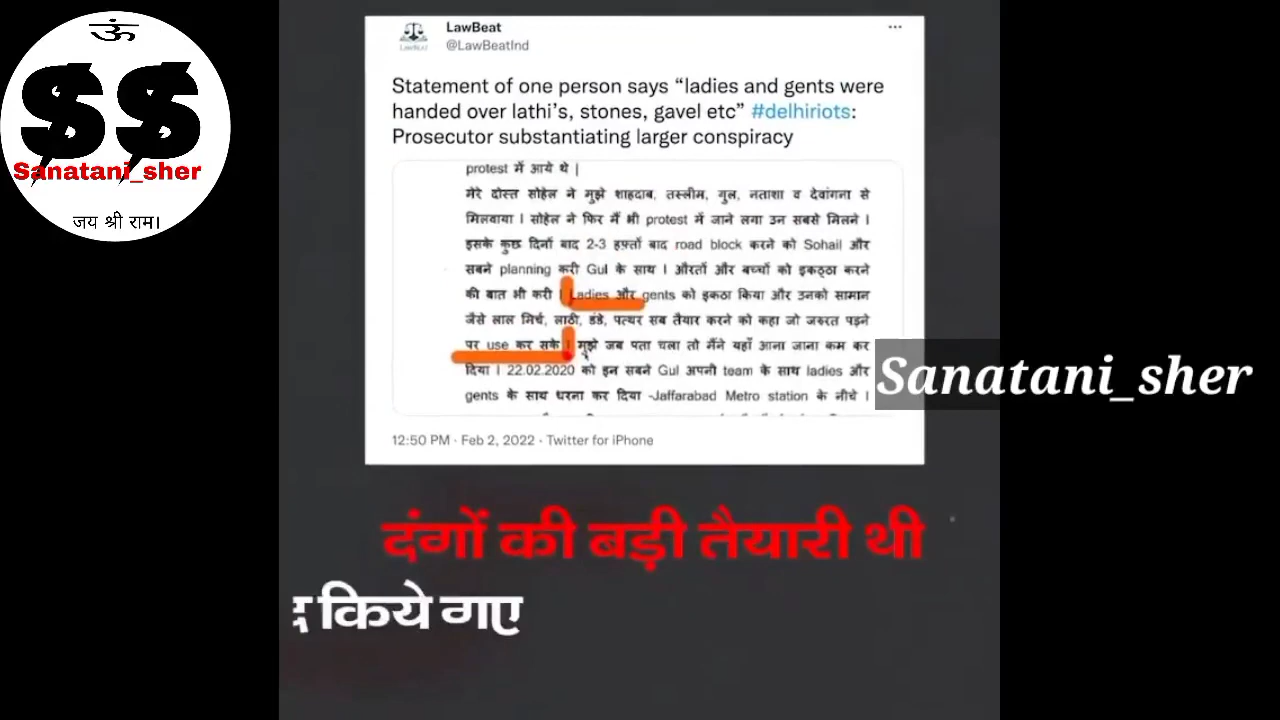 ॐ
SS
Sanatani_sher
जय श्री राम।
LawBeat
@LawBeatInd
Statement of one person says “ladies and gents were
handed over lathi’s, stones, gavel etc” #delhiriots:
Prosecutor substantiating larger conspiracy
protest में आये थे |
मेरे दोस्त सोहेल ने मुझे शाहदाब, तस्लीम, गुल, नताशा व देवांगना से
मिलवाया । सोहेल ने फिर मैं भी protest में जाने लगा उन सबसे मिलने ।
इसके कुछ दिनों बाद 2-3 हफ़्तों बाद road block करने को Sohail और
सबने planning करी Gul के साथ । औरतों और बच्चों को इकठ्ठा करने
की बात भी करी । Ladies और gents को इकठा किया और उनको सामान
जैसे लाल मिर्च, लाठी, डंडे, पत्थर सब तैयार करने को कहा जो जरुरत पड़ने
पर use कर सके । मुझे जब पता चला तो मैंने यहाँ आना जाना कम कर
दिया । 22.02.2020 को इन सबने Gul अपनी team के साथ ladies और
gents के साथ धरना कर दिया -Jaffarabad Metro station के नीचे ।
12:50 PM · Feb 2, 2022 · Twitter for iPhone
Sanatani_sher
दंगों की बड़ी तैयारी थी
किये गए